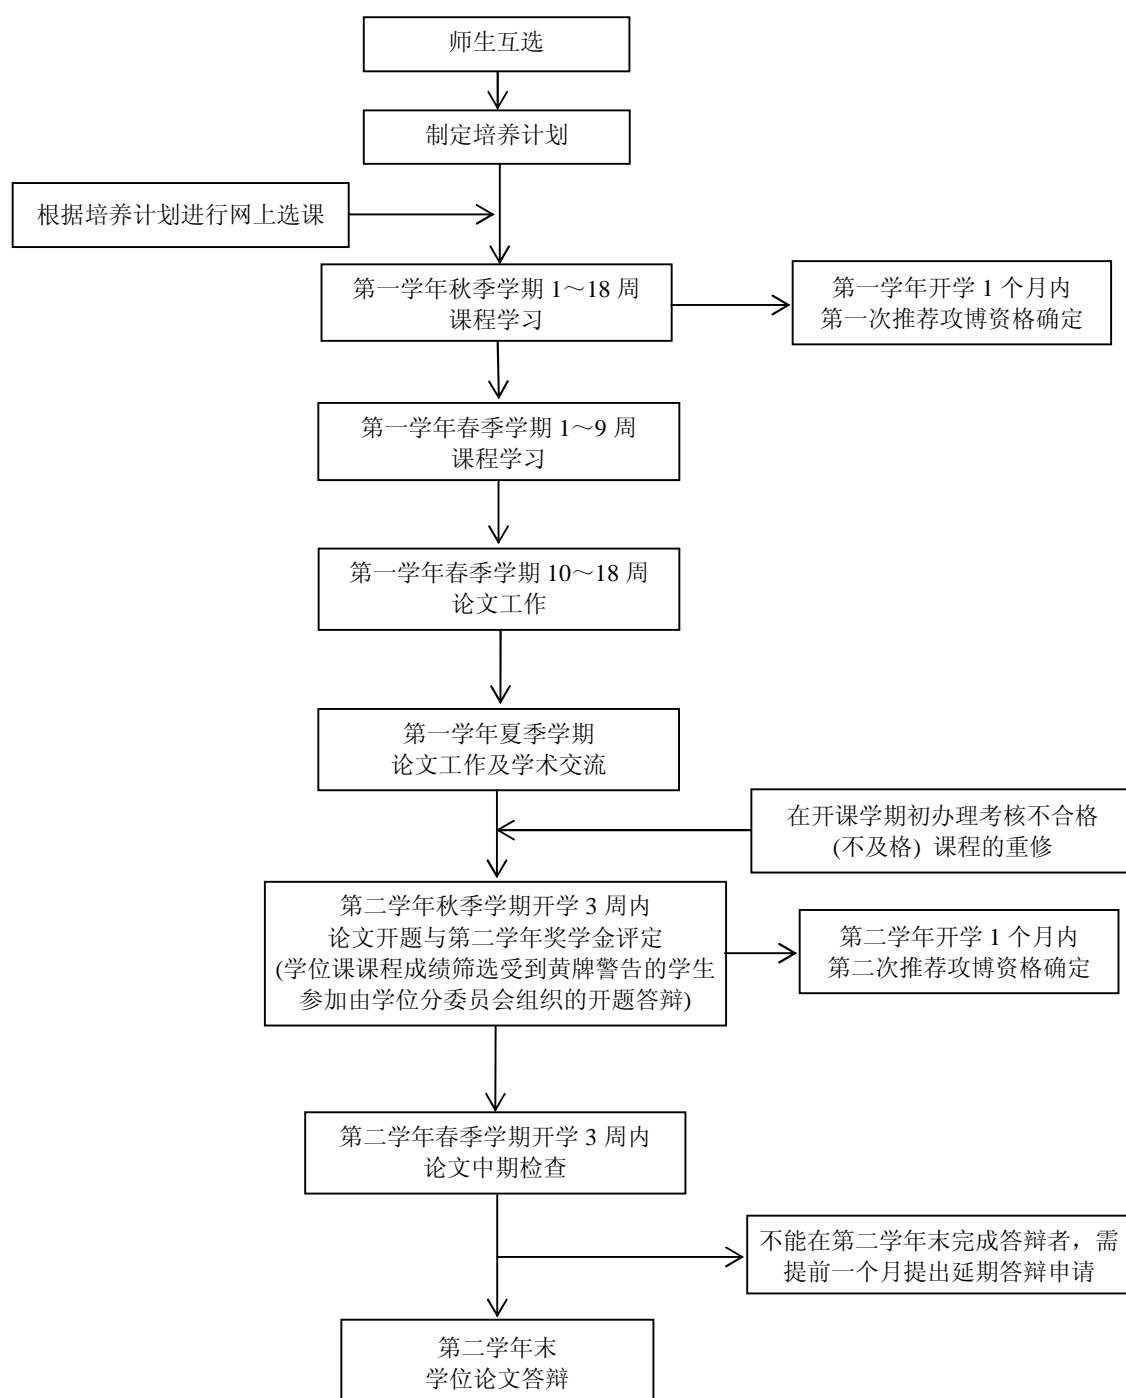 师生互选
制定培养计划
根据培养计划进行网上选课
第一学年秋季学期 1～18 周
课程学习
第一学年开学 1 个月内
第一次推荐攻博资格确定
第一学年春季学期 1～9 周
课程学习
第一学年春季学期 10～18 周
论文工作
第一学年夏季学期
论文工作及学术交流
在开课学期初办理考核不合格
(不及格) 课程的重修
第二学年秋季学期开学 3 周内
论文开题与第二学年奖学金评定
(学位课课程成绩筛选受到黄牌警告的学生
参加由学位分委员会组织的开题答辩)
第二学年开学 1 个月内
第二次推荐攻博资格确定
第二学年春季学期开学 3 周内
论文中期检查
不能在第二学年末完成答辩者，需
提前一个月提出延期答辩申请
第二学年末
学位论文答辩